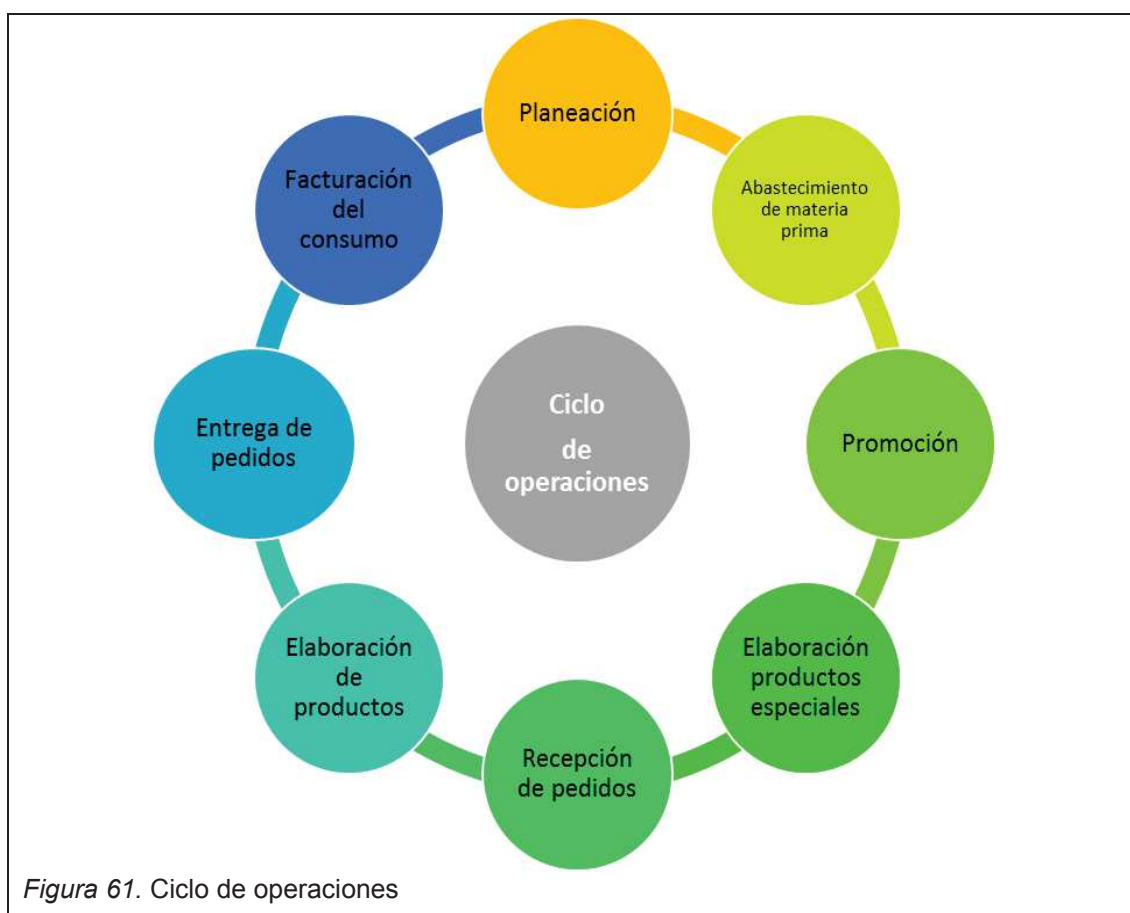 Planeación
Abastecimiento
de materia
prima
Promoción
Elaboración
productos
especiales
Recepción
de pedidos
Elaboración
de
productos
Entrega de
pedidos
Facturación
del
consumo
Ciclo
de
operaciones
Figura 61. Ciclo de operaciones